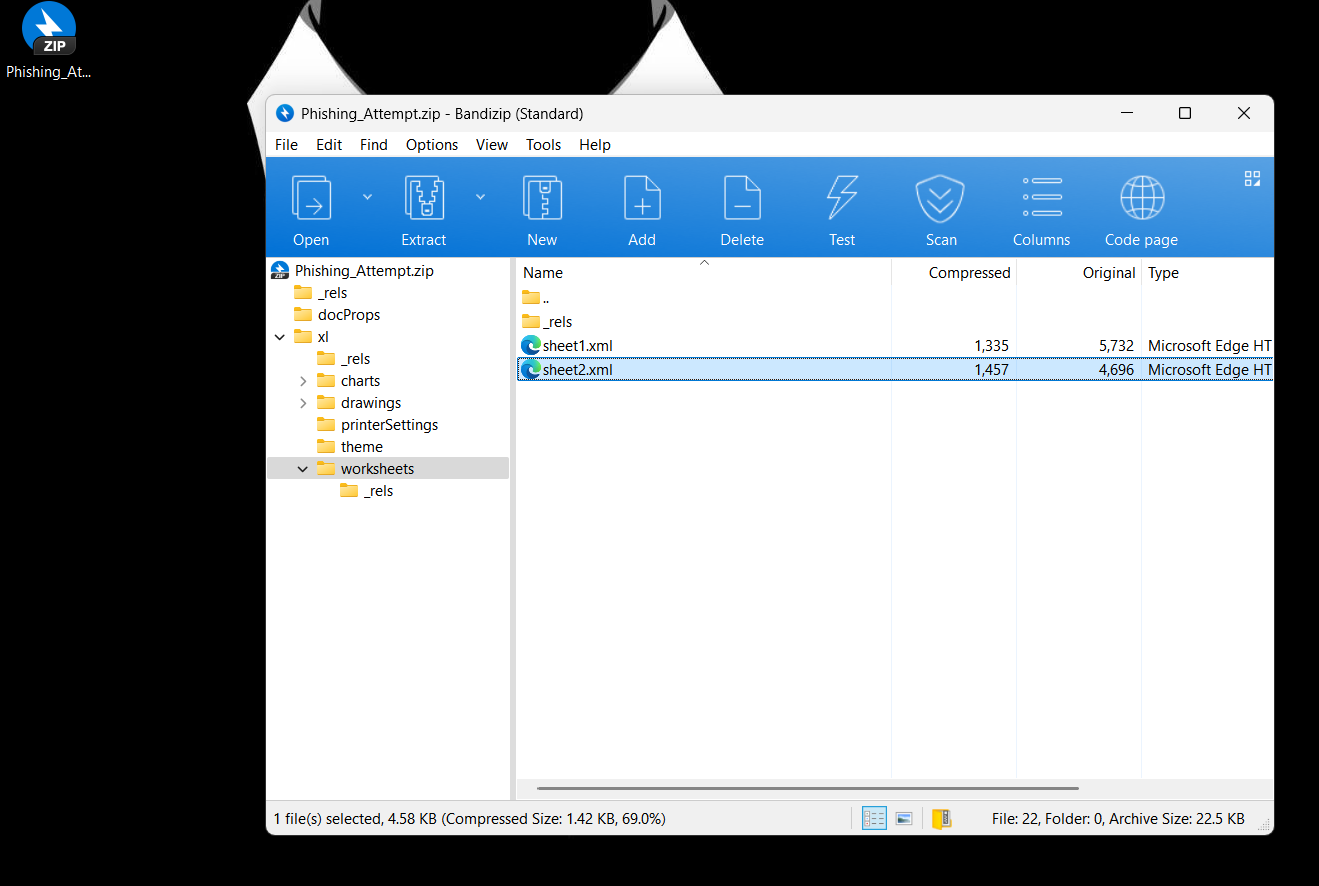 ZIP
Phishing_At...
Phishing_Attempt.zip - Bandizip (Standard)
File Edit Find Options View Tools Help
Open Extract New Add Delete Test Scan Columns Code page
ZIP Phishing_Attempt.zip
_rels
docProps
xl
_rels
charts
drawings
printerSettings
theme
worksheets
_rels
Name Compressed Original Type
..
_rels
sheet1.xml 1,335 5,732 Microsoft Edge HT
sheet2.xml 1,457 4,696 Microsoft Edge HT
1 file(s) selected, 4.58 KB (Compressed Size: 1.42 KB, 69.0%) File: 22, Folder: 0, Archive Size: 22.5 KB